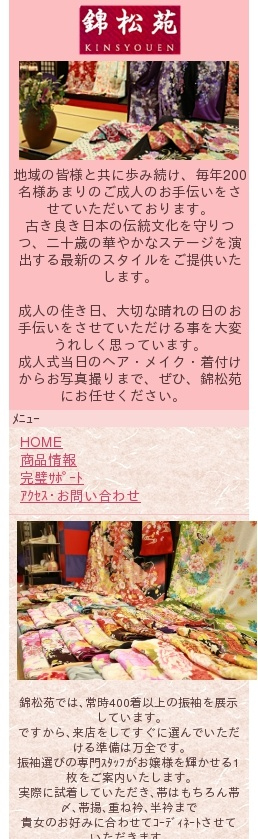 錦松苑
KINSYOUEN
地域の皆様と共に歩み続け、毎年200
名様あまりのご成人のお手伝いをさ
せていただいております。
古き良き日本の伝統文化を守りつ
つ、二十歳の華やかなステージを演
出する最新のスタイルをご提供いた
します。
成人の佳き日、大切な晴れの日のお
手伝いをさせていただける事を大変
うれしく思っています。
成人式当日のヘア・メイク・着付け
からお写真撮りまで、ぜひ、錦松苑
にお任せください。
ﾒﾆｭｰ
HOME
商品情報
完璧ｻﾎﾟｰﾄ
ｱｸｾｽ･お問い合わせ
錦松苑では､常時400着以上の振袖を展示
しています。
ですから､来店をしてすぐに選んでいただ
ける準備は万全です。
振袖選びの専門ｽﾀｯﾌがお嬢様を輝かせる1
枚をご案内いたします。
実際に試着していただき､帯はもちろん帯
〆､帯揚､重ね衿､半衿まで
貴女のお好みに合わせてｺｰﾃﾞｨﾈｰﾄさせて
いただきます。